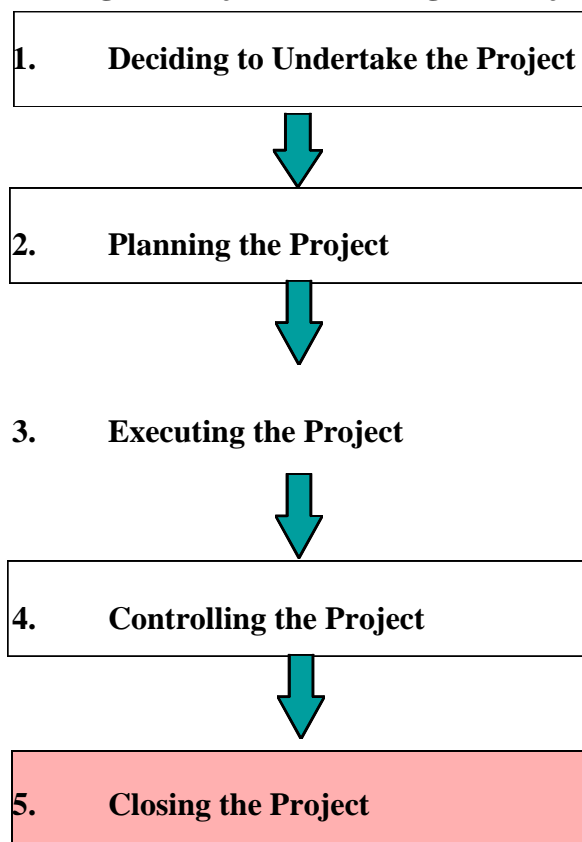 1. Deciding to Undertake the Project
2. Planning the Project
3. Executing the Project
4. Controlling the Project
5. Closing the Project